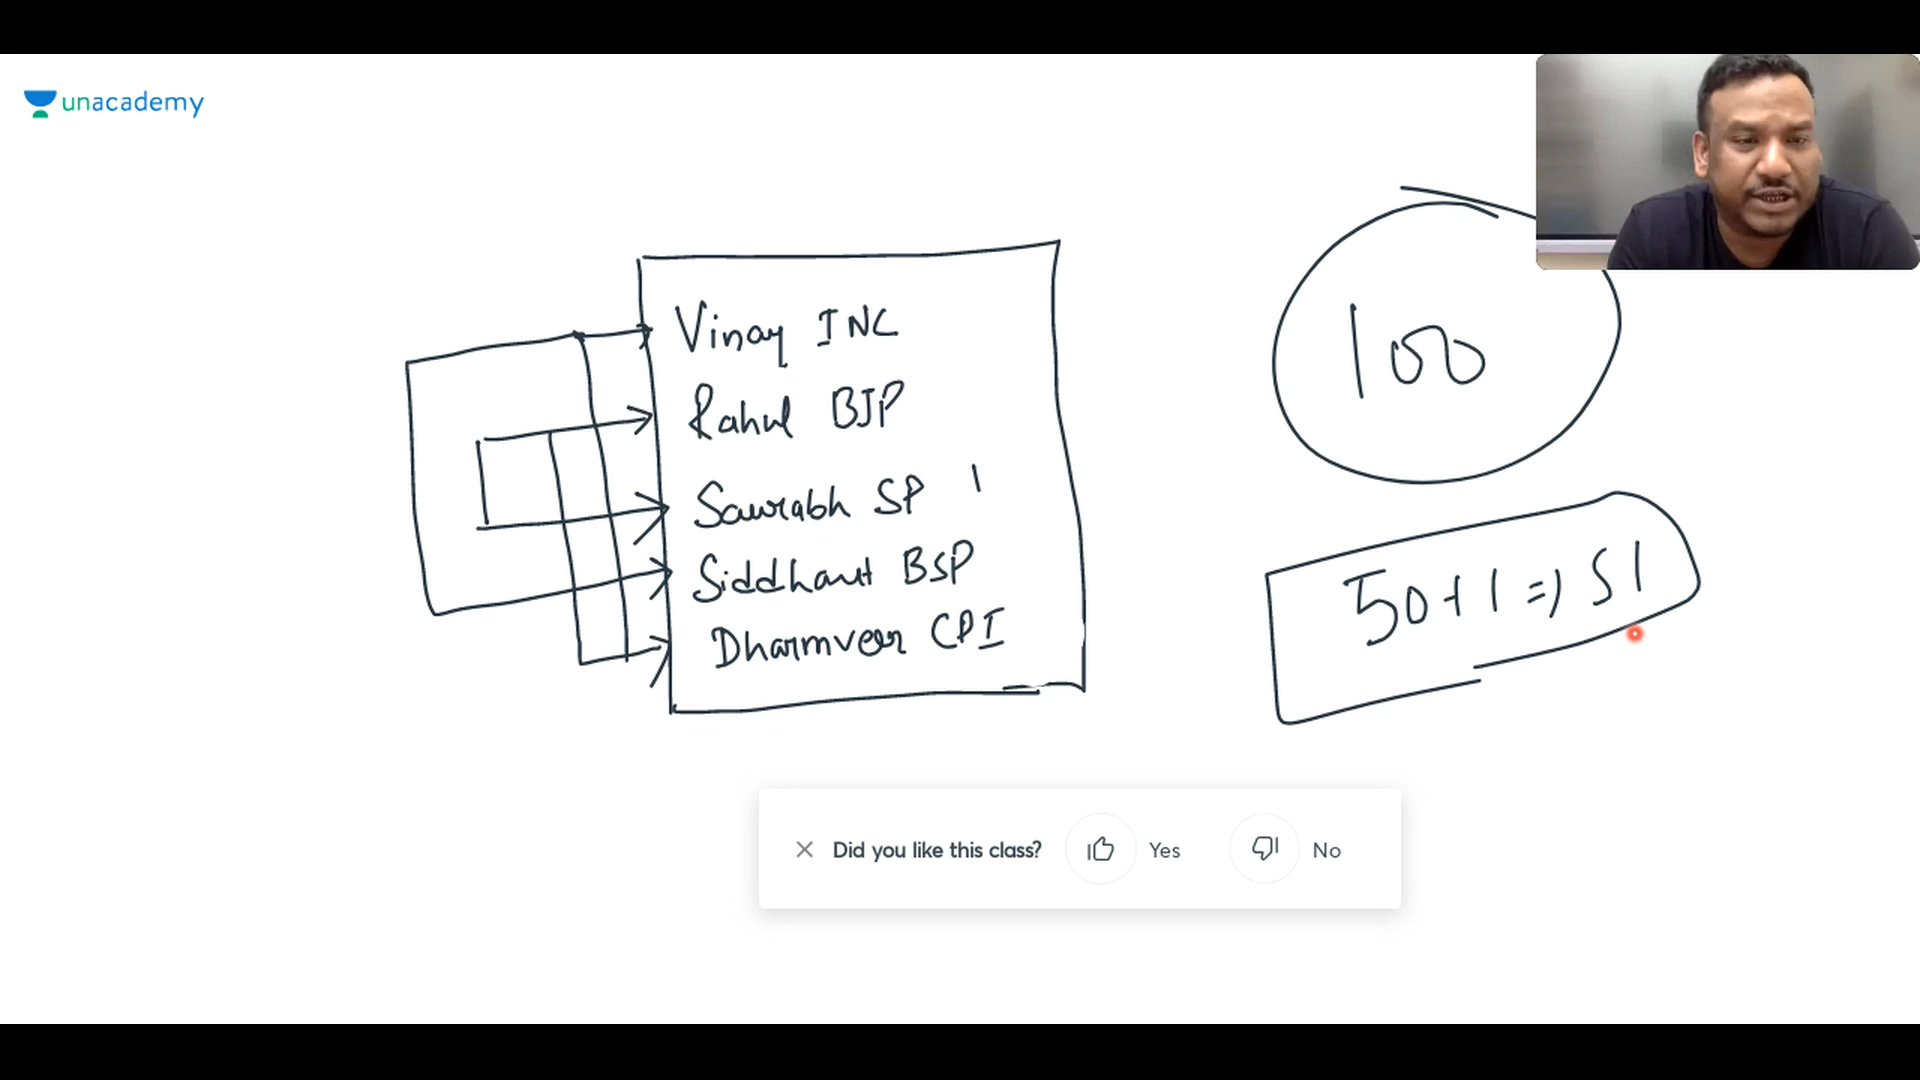 unacademy
Vinay INC
Rahul BJP
Saurabh SP
Siddhant BSP
Dharmveer CPI
100
50+1 => 51
Did you like this class?
Yes
No